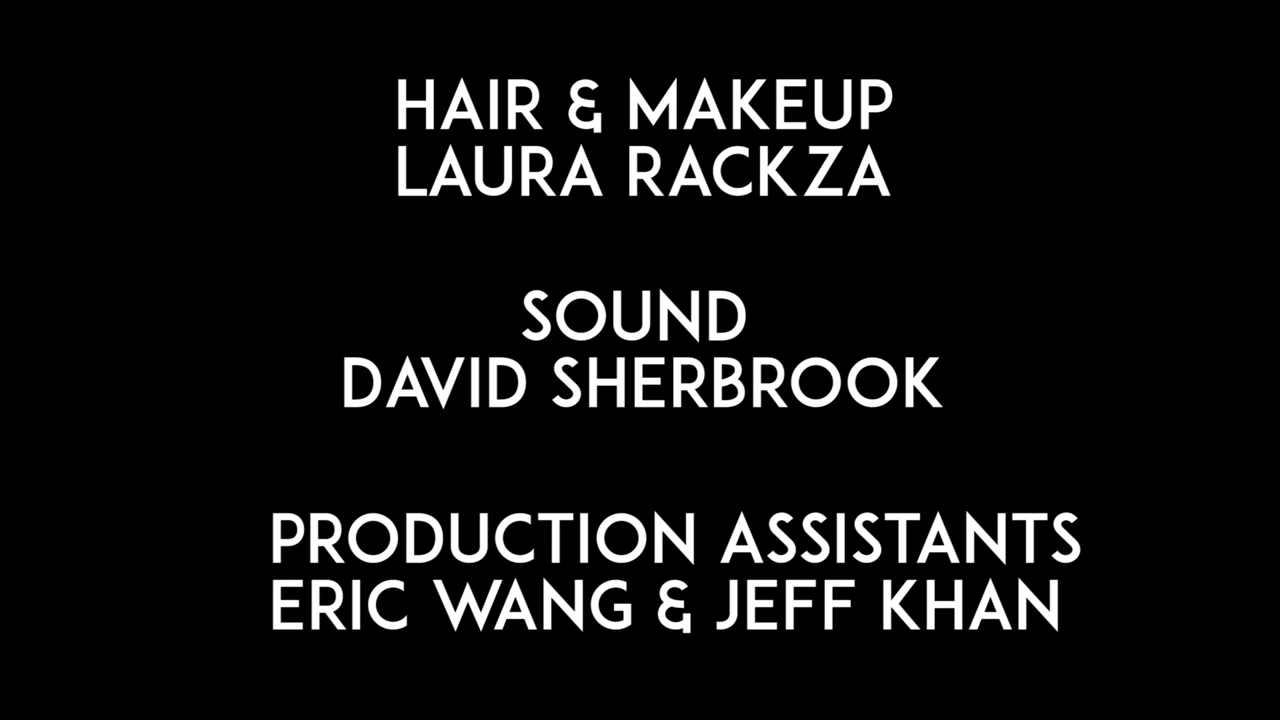 HAIR & MAKEUP
LAURA RACKZA
SOUND
DAVID SHERBROOK
PRODUCTION ASSISTANTS
ERIC WANG & JEFF KHAN